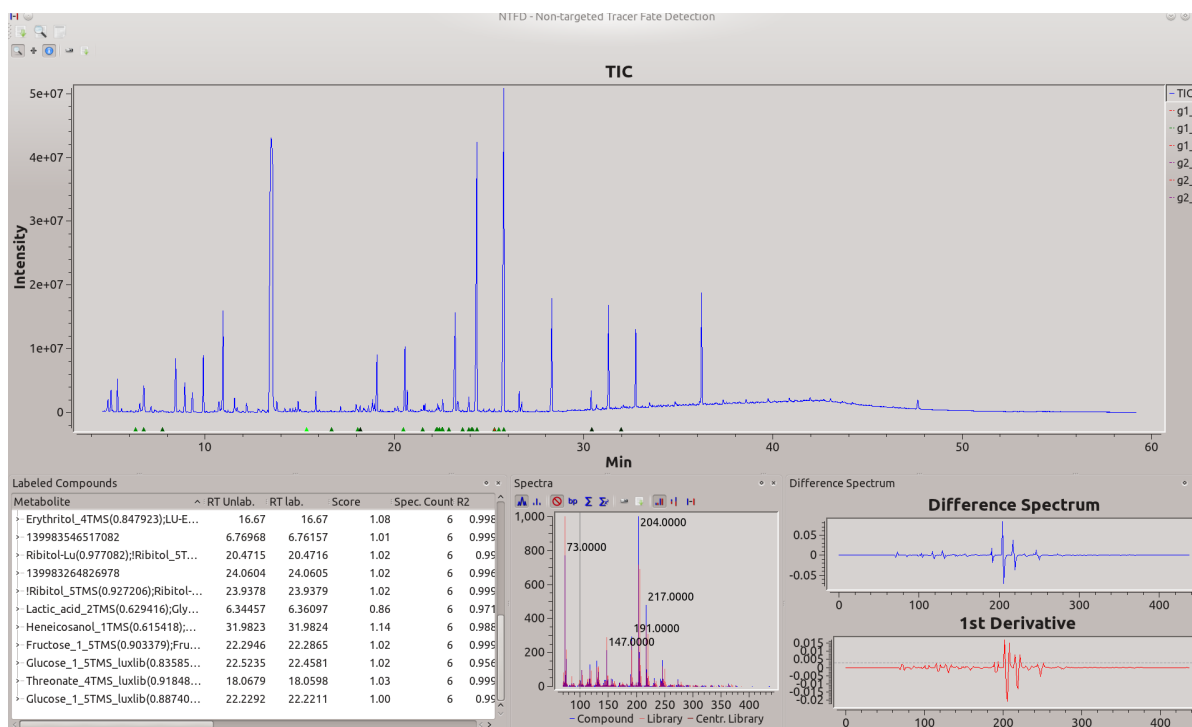 NTFD - Non-targeted Tracer Fate Detection
TIC
5e+07
4e+07
3e+07
2e+07
1e+07
0
Intensity
10 20 30 40 50 60
Min
TIC
g1_
g1_
g1_
g2_
g2_
g2_
Labeled Compounds
Metabolite RT Unlab. RT lab. Score Spec. Count R2
Erythritol_4TMS(0.847923);LU-E... 16.67 16.67 1.08 6 0.998
139983546517082 6.76968 6.76157 1.01 6 0.999
Ribitol-Lu(0.977082);!Ribitol_5T... 20.4715 20.4716 1.02 6 0.99
139983264826978 24.0604 24.0605 1.02 6 0.996
!Ribitol_5TMS(0.927206);Ribitol-... 23.9378 23.9379 1.02 6 0.999
Lactic_acid_2TMS(0.629416);Gly... 6.34457 6.36097 0.86 6 0.971
Heneicosanol_1TMS(0.615418);... 31.9823 31.9824 1.14 6 0.988
Fructose_1_5TMS(0.903379);Fru... 22.2946 22.2865 1.02 6 0.999
Glucose_1_5TMS_luxlib(0.83585... 22.5235 22.4581 1.02 6 0.956
Threonate_4TMS_luxlib(0.91848... 18.0679 18.0598 1.03 6 0.999
Glucose_1_5TMS_luxlib(0.88740... 22.2292 22.2211 1.00 6 0.99
Spectra
bp Σ Σ
1,000
800
600
400
200
0
204.0000
73.0000
217.0000
191.0000
147.0000
100 150 200 250 300 350 400
Compound Library Centr. Library
Difference Spectrum
Difference Spectrum
0.05
0.00
-0.05
0 100 200 300 400
1st Derivative
0.015
0.005
0.005
-0.01
-0.015
-0.02
0 100 200 300 400